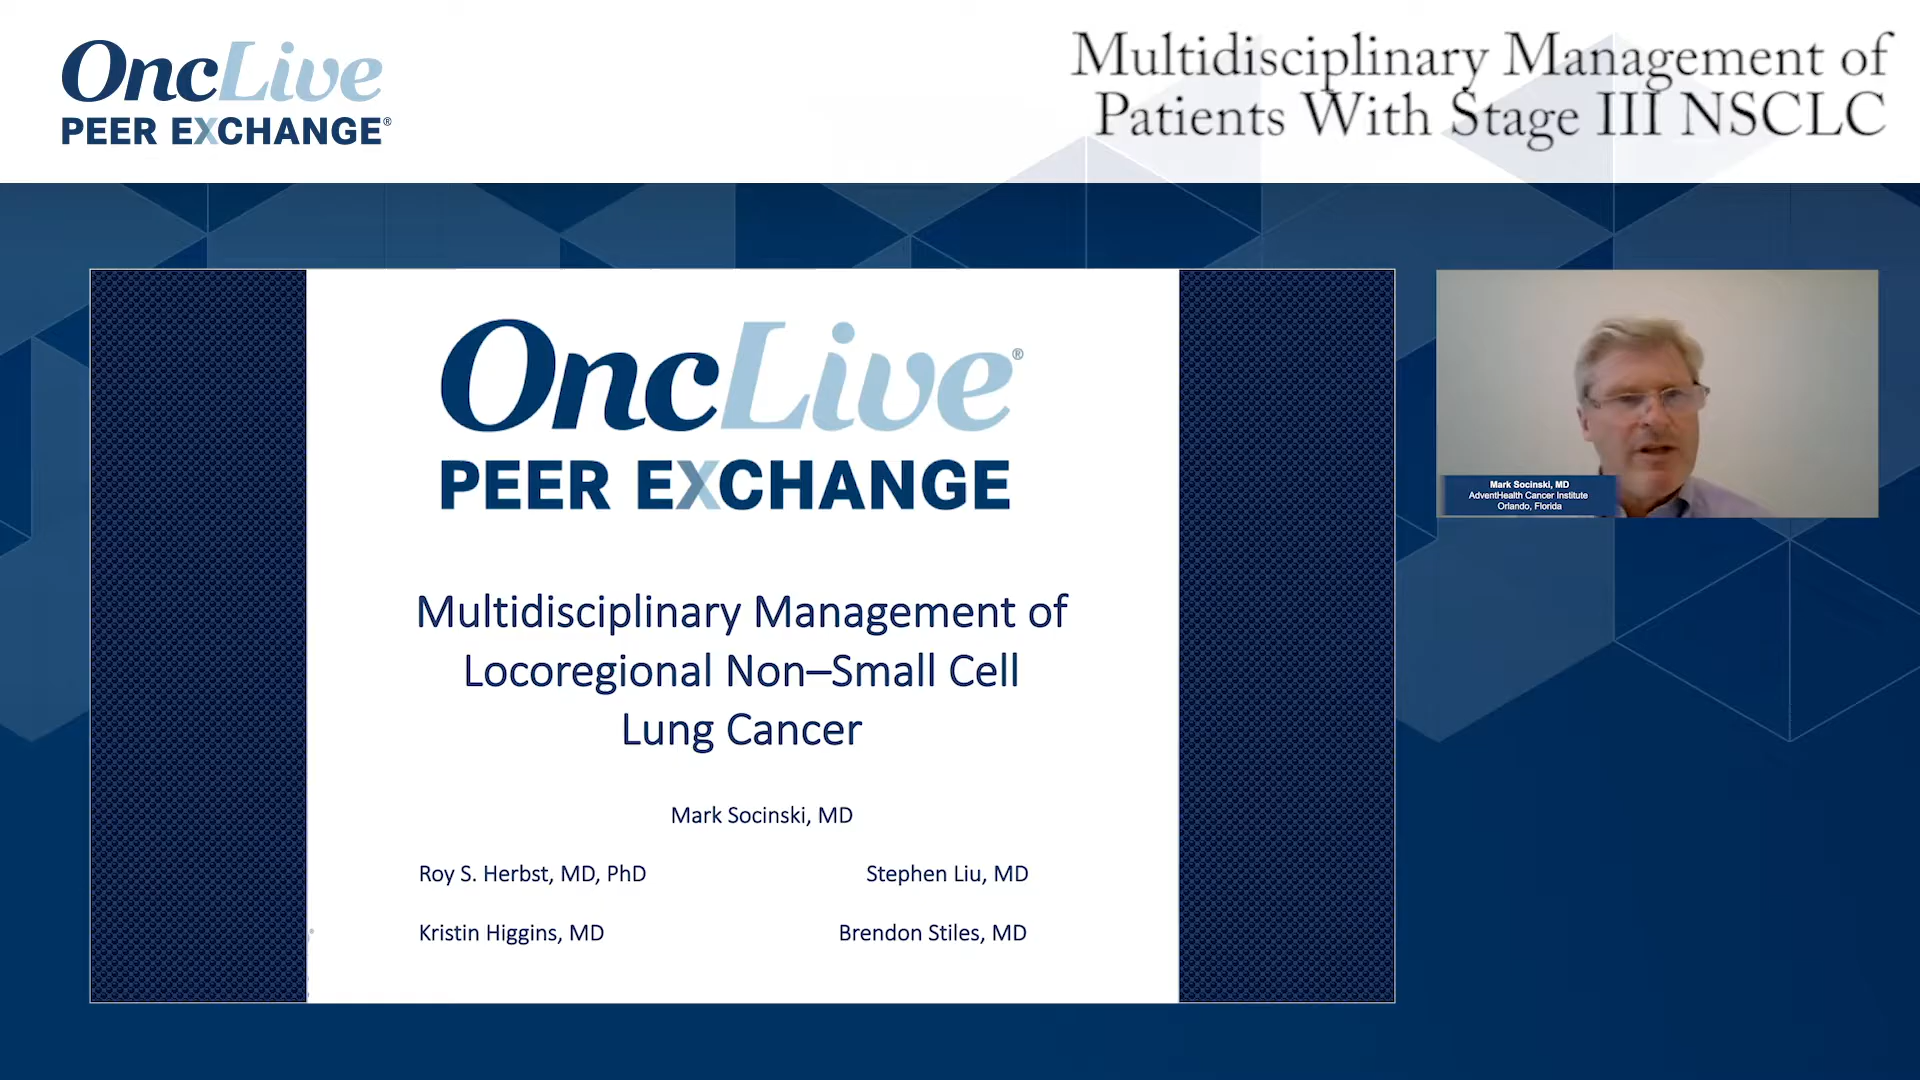 OncLive
PEER EXCHANGE®
Multidisciplinary Management of
Patients With Stage III NSCLC
OncLive®
PEER EXCHANGE
Multidisciplinary Management of
Locoregional Non–Small Cell
Lung Cancer
Mark Socinski, MD
Roy S. Herbst, MD, PhD
Stephen Liu, MD
Kristin Higgins, MD
Brendon Stiles, MD
Mark Socinski, MD
AdventHealth Cancer Institute
Orlando, Florida